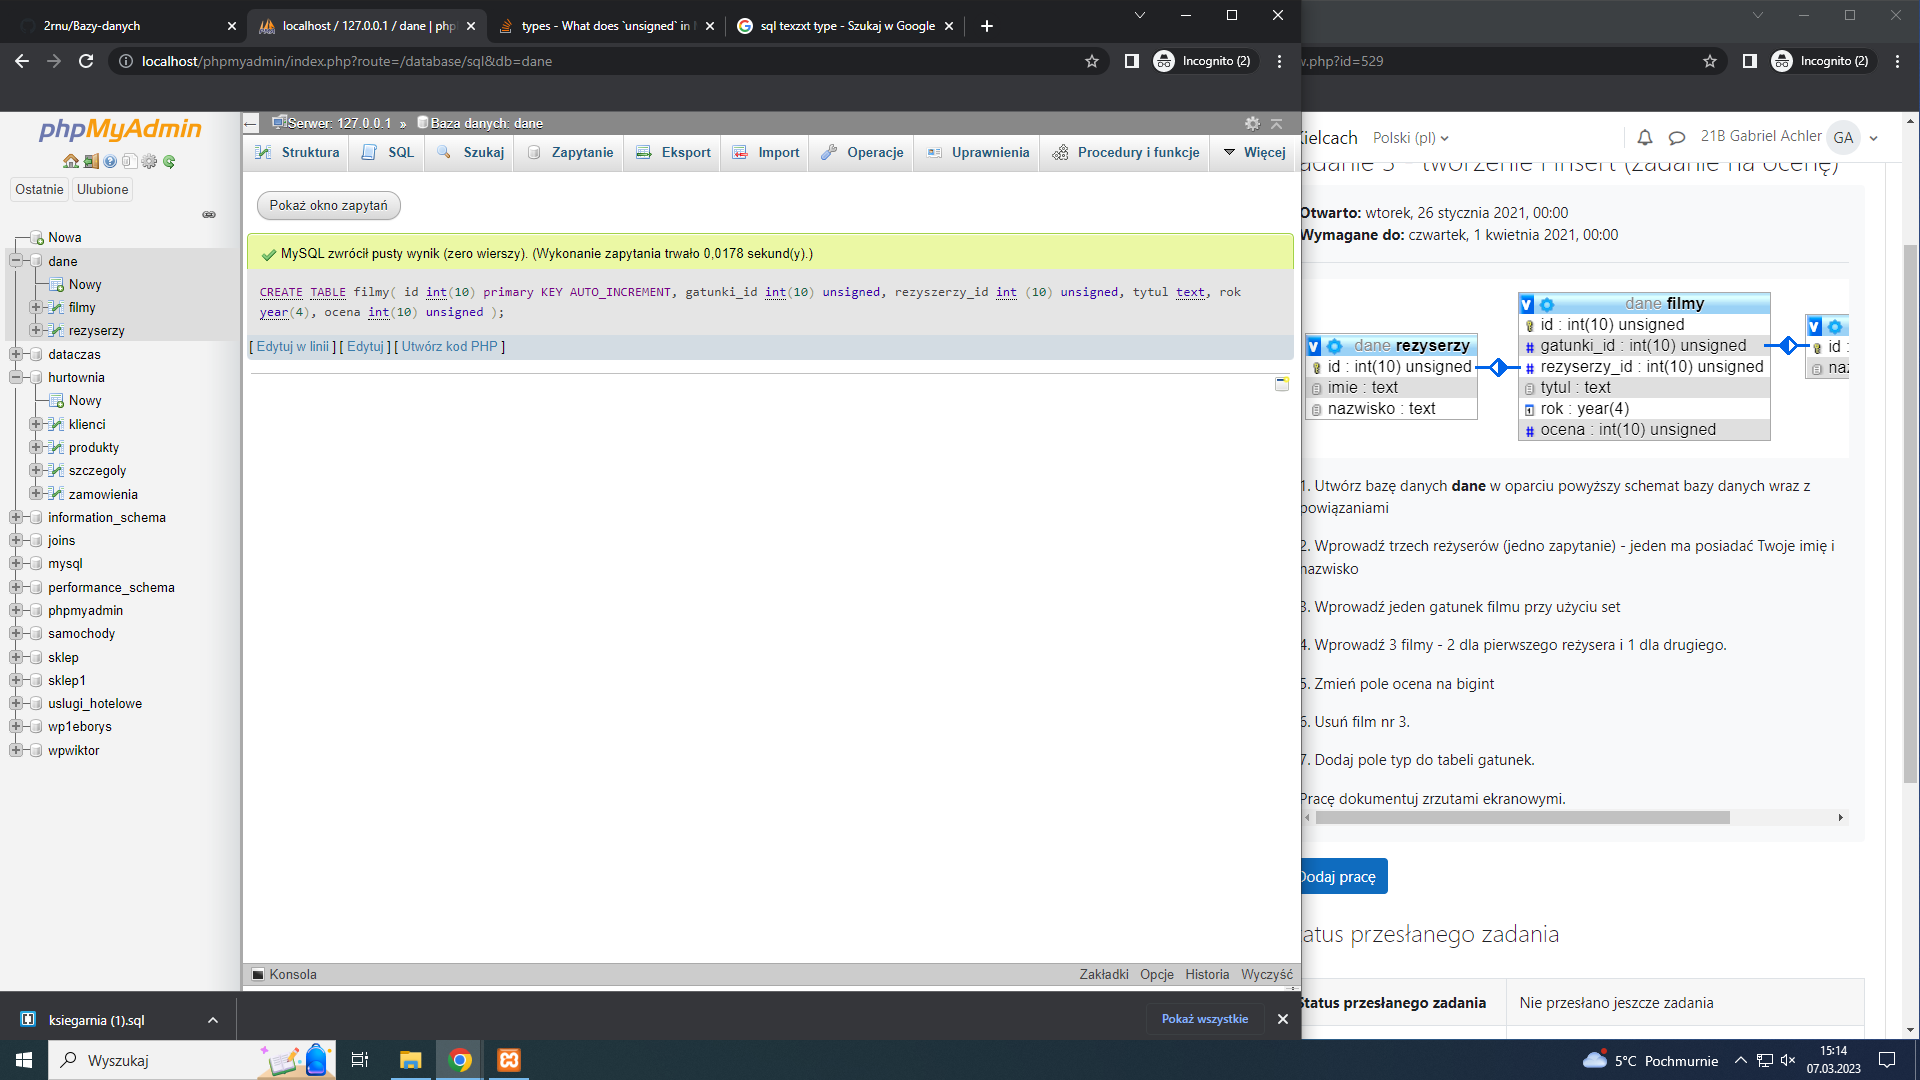 2rnu/Bazy-danych
localhost / 127.0.0.1 / dane | php
types - What does `unsigned` in
sql texzxt type - Szukaj w Google
localhost/phpmyadmin/index.php?route=/database/sql&db=dane
Incognito (2)
w.php?id=529
Incognito (2)
phpMyAdmin
Ostatnie
Ulubione
Nowa
dane
Nowy
filmy
rezyserzy
dataczas
hurtownia
Nowy
klienci
produkty
szczegoly
zamowienia
information_schema
joins
mysql
performance_schema
phpmyadmin
samochody
sklep
sklep1
uslugi_hotelowe
wp1eborys
wpwiktor
Serwer: 127.0.0.1 » Baza danych: dane
Struktura
SQL
Szukaj
Zapytanie
Eksport
Import
Operacje
Uprawnienia
Procedury i funkcje
Więcej
Pokaż okno zapytań
MySQL zwrócił pusty wynik (zero wierszy). (Wykonanie zapytania trwało 0,0178 sekund(y).)
CREATE TABLE filmy( id int(10) primary KEY AUTO_INCREMENT, gatunki_id int(10) unsigned, rezyszerzy_id int (10) unsigned, tytul text, rok
year(4), ocena int(10) unsigned );
[ Edytuj w linii ] [ Edytuj ] [ Utwórz kod PHP ]
Konsola
Zakładki
Opcje
Historia
Wyczyść
Kielcach
Polski (pl)
21B Gabriel Achler
GA
adanie 3 - tworzenie i insert (zadanie na ocenę)
Otwarto: wtorek, 26 stycznia 2021, 00:00
Wymagane do: czwartek, 1 kwietnia 2021, 00:00
dane rezyserzy
id : int(10) unsigned
imie : text
nazwisko : text
dane filmy
id : int(10) unsigned
gatunki_id : int(10) unsigned
rezyserzy_id : int(10) unsigned
tytul : text
rok : year(4)
ocena : int(10) unsigned
id :
naz
1. Utwórz bazę danych dane w oparciu powyższy schemat bazy danych wraz z
powiązaniami
2. Wprowadź trzech reżyserów (jedno zapytanie) - jeden ma posiadać Twoje imię i
nazwisko
3. Wprowadź jeden gatunek filmu przy użyciu set
4. Wprowadź 3 filmy - 2 dla pierwszego reżysera i 1 dla drugiego.
5. Zmień pole ocena na bigint
6. Usuń film nr 3.
7. Dodaj pole typ do tabeli gatunek.
Pracę dokumentuj zrzutami ekranowymi.
Dodaj pracę
tatus przesłanego zadania
Status przesłanego zadania
Nie przesłano jeszcze zadania
ksiegarnia (1).sql
Pokaż wszystkie
Wyszukaj
5°C Pochmurnie
15:14
07.03.2023